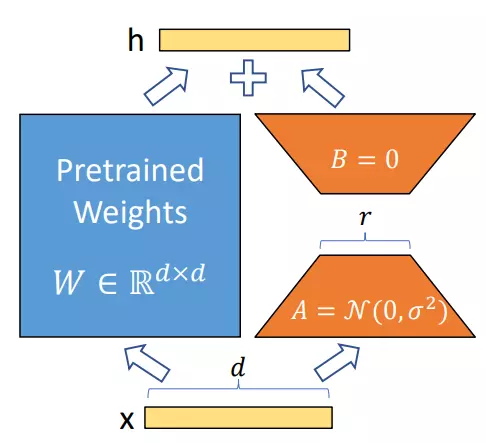 h
Pretrained
Weights
W ∈ ℝ^{d×d}
B = 0
r
A = 𝒩(0, σ²)
d
x